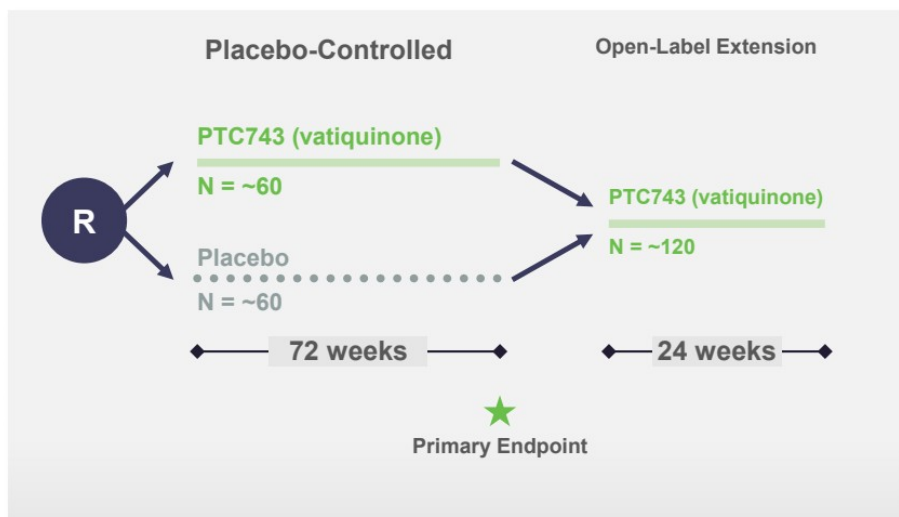 Placebo-Controlled
Open-Label Extension
PTC743 (vatiquinone)
N = ~60
R
Placebo
N = ~60
PTC743 (vatiquinone)
N = ~120
72 weeks
24 weeks
Primary Endpoint